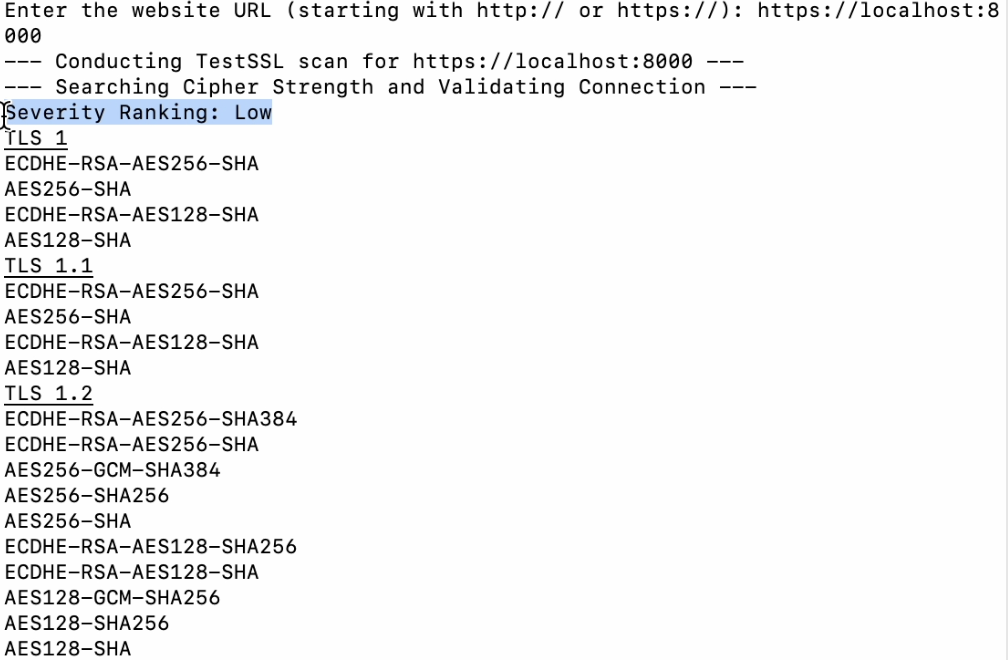 Enter the website URL (starting with http:// or https://): https://localhost:8
000
--- Conducting TestSSL scan for https://localhost:8000 ---
--- Searching Cipher Strength and Validating Connection ---
Severity Ranking: Low
TLS 1
ECDHE-RSA-AES256-SHA
AES256-SHA
ECDHE-RSA-AES128-SHA
AES128-SHA
TLS 1.1
ECDHE-RSA-AES256-SHA
AES256-SHA
ECDHE-RSA-AES128-SHA
AES128-SHA
TLS 1.2
ECDHE-RSA-AES256-SHA384
ECDHE-RSA-AES256-SHA
AES256-GCM-SHA384
AES256-SHA256
AES256-SHA
ECDHE-RSA-AES128-SHA256
ECDHE-RSA-AES128-SHA
AES128-GCM-SHA256
AES128-SHA256
AES128-SHA